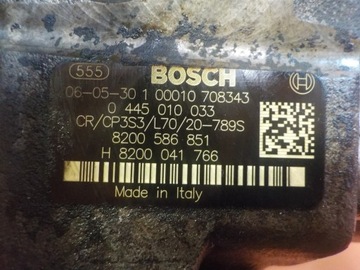 555 BOSCH
06-05-30 1 00010 708343
0 445 010 033
CR/CP3S3/L70/20-789S
8200 586 851
H 8200 041 766
Made in Italy